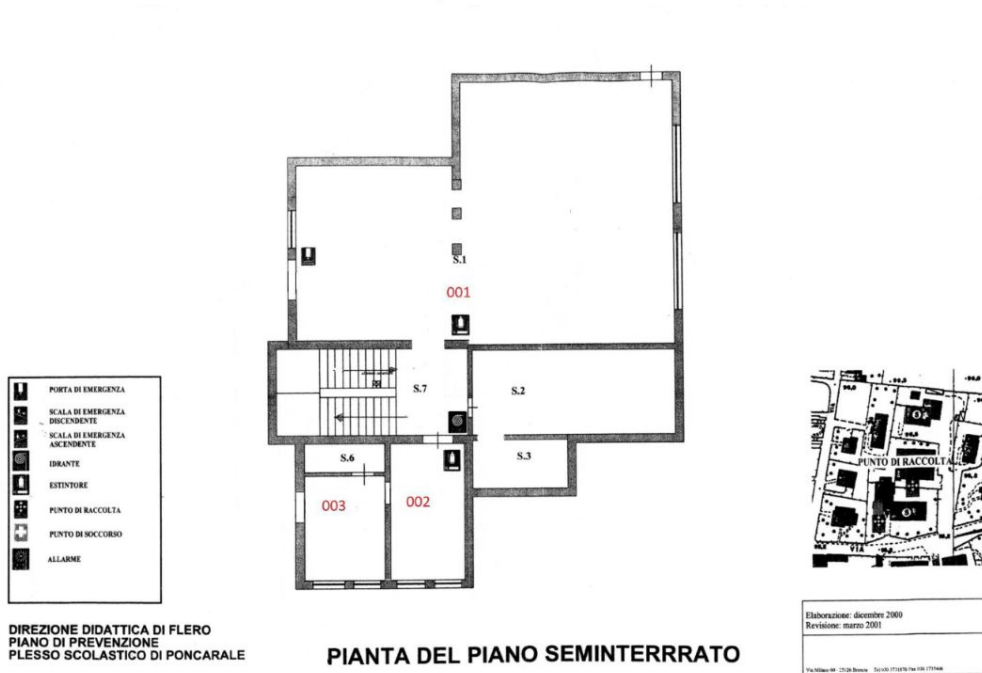 S.1
001
S.7
S.2
S.3
S.6
003
002
PORTA DI EMERGENZA
SCALA DI EMERGENZA
DISCENDENTE
SCALA DI EMERGENZA
ASCENDENTE
IDRANTE
ESTINTORE
PUNTO DI RACCOLTA
PUNTO DI SOCCORSO
ALLARME
PUNTO DI RACCOLTA
VIA
DIREZIONE DIDATTICA DI FLERO
PIANO DI PREVENZIONE
PLESSO SCOLASTICO DI PONCARALE
PIANTA DEL PIANO SEMINTERRRATO
Elaborazione: dicembre 2000
Revisione: marzo 2001